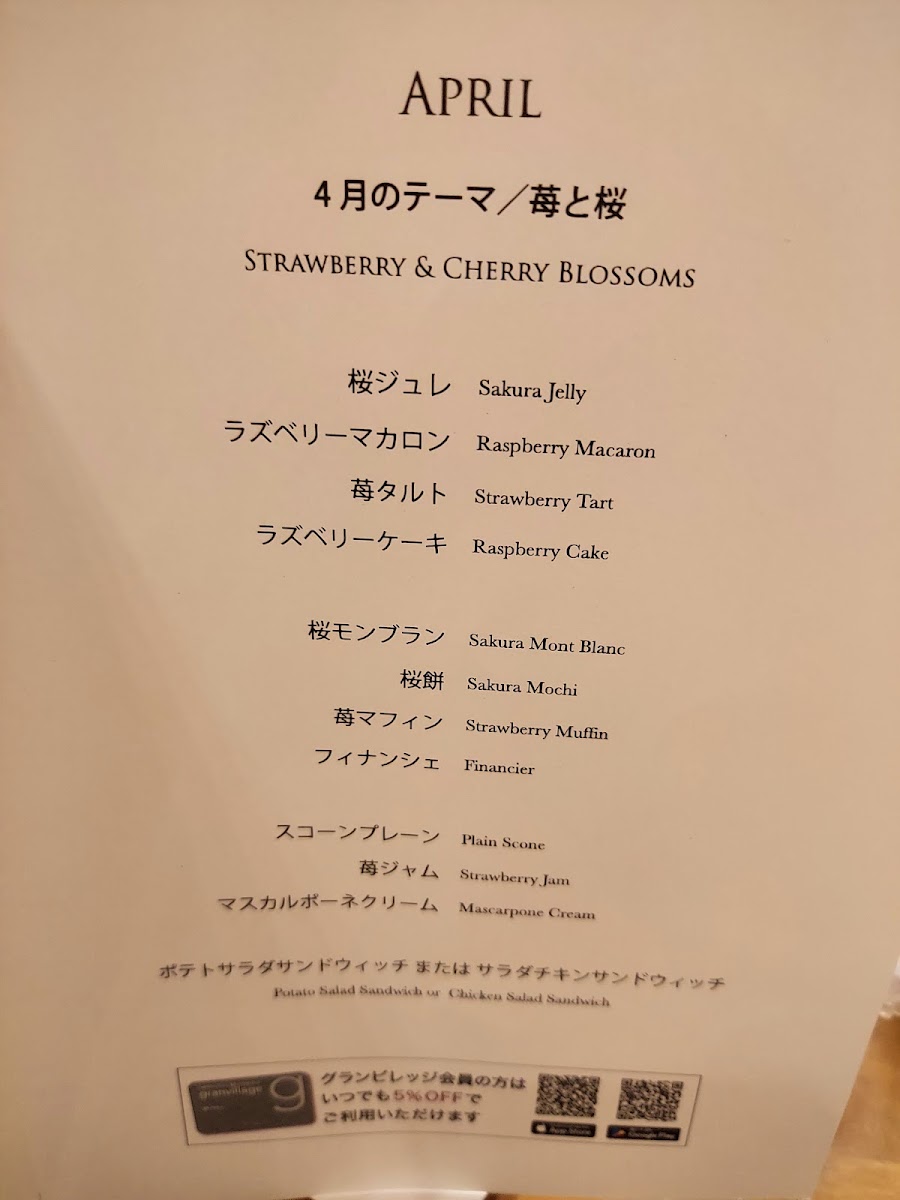 APRIL
4月のテーマ／苺と桜
STRAWBERRY & CHERRY BLOSSOMS
桜ジュレ Sakura Jelly
ラズベリーマカロン Raspberry Macaron
苺タルト Strawberry Tart
ラズベリーケーキ Raspberry Cake
桜モンブラン Sakura Mont Blanc
桜餅 Sakura Mochi
苺マフィン Strawberry Muffin
フィナンシェ Financier
スコーンプレーン Plain Scone
苺ジャム Strawberry Jam
マスカルポーネクリーム Mascarpone Cream
ポテトサラダサンドウィッチ または サラダチキンサンドウィッチ
Potato Salad Sandwich or Chicken Salad Sandwich
granvillage g
グランビレッジ会員の方は
いつでも5%OFFで
ご利用いただけます
App Store
Google Play